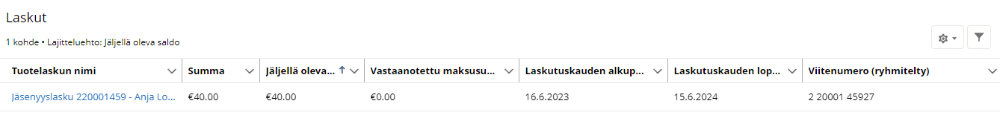 Laskut
1 kohde • Lajitteluehto: Jäljellä oleva saldo
Tuotelaskun nimi Summa Jäljellä oleva... Vastaanotettu maksusu... Laskutuskauden alkup... Laskutuskauden lop... Viitenumero (ryhmitelty)
Jäsenyyslasku 220001459 - Anja Lo... €40.00 €40.00 €0.00 16.6.2023 15.6.2024 2 20001 45927